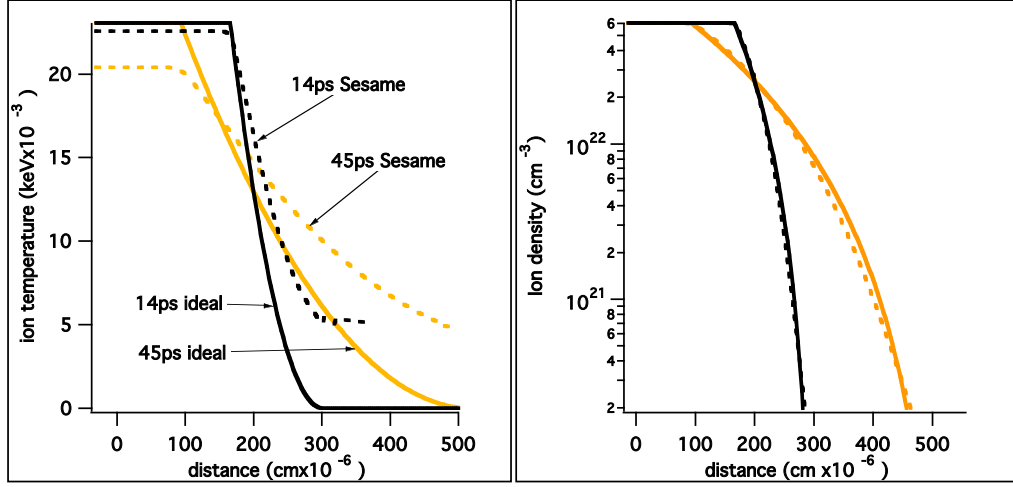 ion temperature (keVx10 -3)
20
15
10
5
0
14ps Sesame
45ps Sesame
14ps ideal
45ps ideal
0 100 200 300 400 500
distance (cmx10 -6)
Ion density (cm-3)
6
4
2
10 22
8
6
4
2
10 21
8
6
4
2
0 100 200 300 400 500
distance (cm x10 -6)